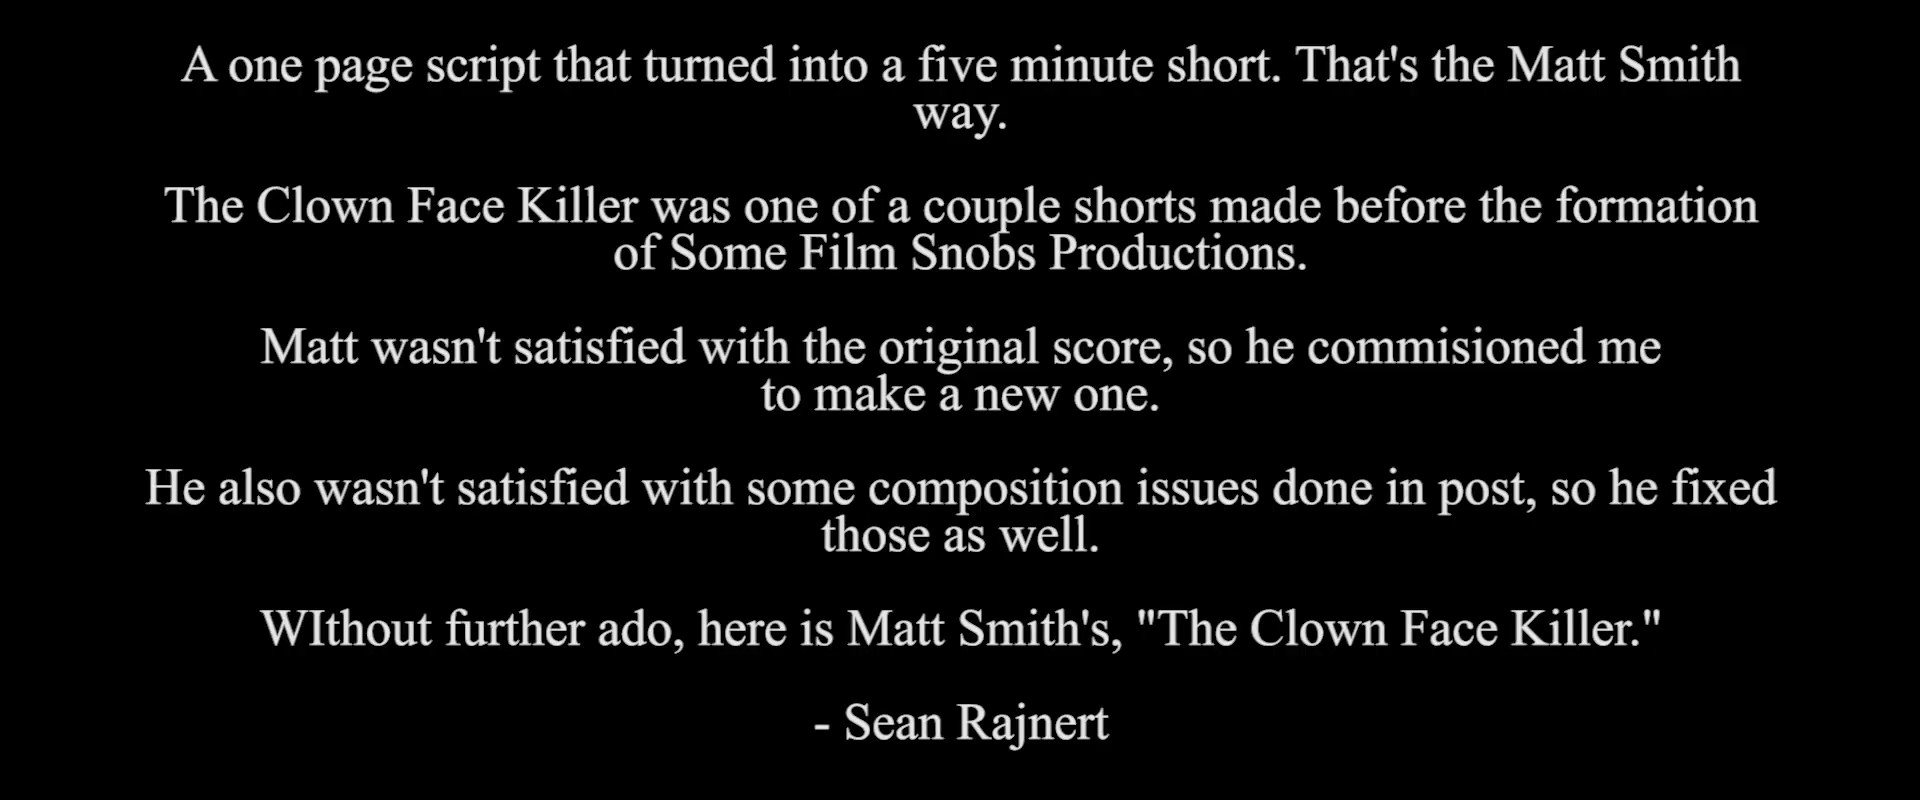 A one page script that turned into a five minute short. That's the Matt Smith
way.
The Clown Face Killer was one of a couple shorts made before the formation
of Some Film Snobs Productions.
Matt wasn't satisfied with the original score, so he commisioned me
to make a new one.
He also wasn't satisfied with some composition issues done in post, so he fixed
those as well.
WIthout further ado, here is Matt Smith's, "The Clown Face Killer."
- Sean Rajnert